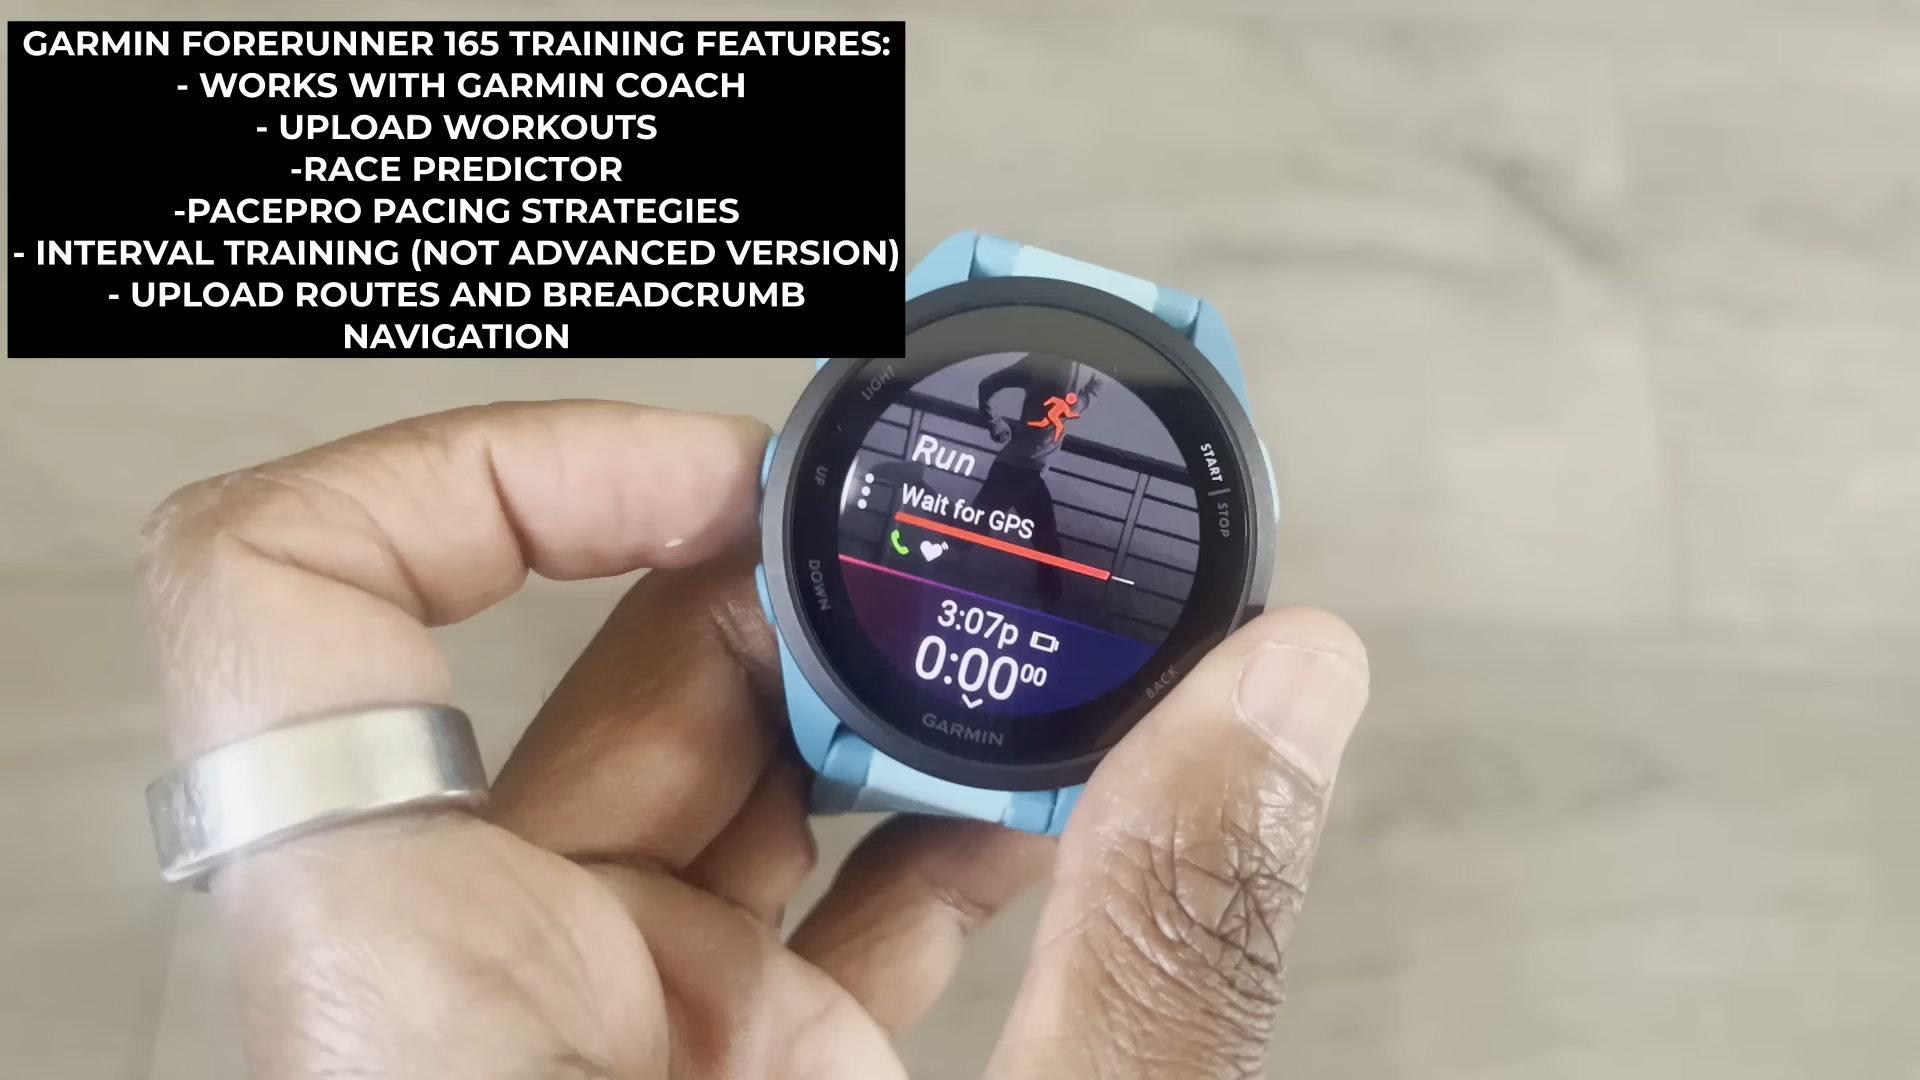 GARMIN FORERUNNER 165 TRAINING FEATURES:
- WORKS WITH GARMIN COACH
- UPLOAD WORKOUTS
-RACE PREDICTOR
-PACEPRO PACING STRATEGIES
- INTERVAL TRAINING (NOT ADVANCED VERSION)
- UPLOAD ROUTES AND BREADCRUMB
NAVIGATION
LIGHT
UP
DOWN
START | STOP
BACK
Run
Wait for GPS
3:07p
0:00⁰⁰
GARMIN